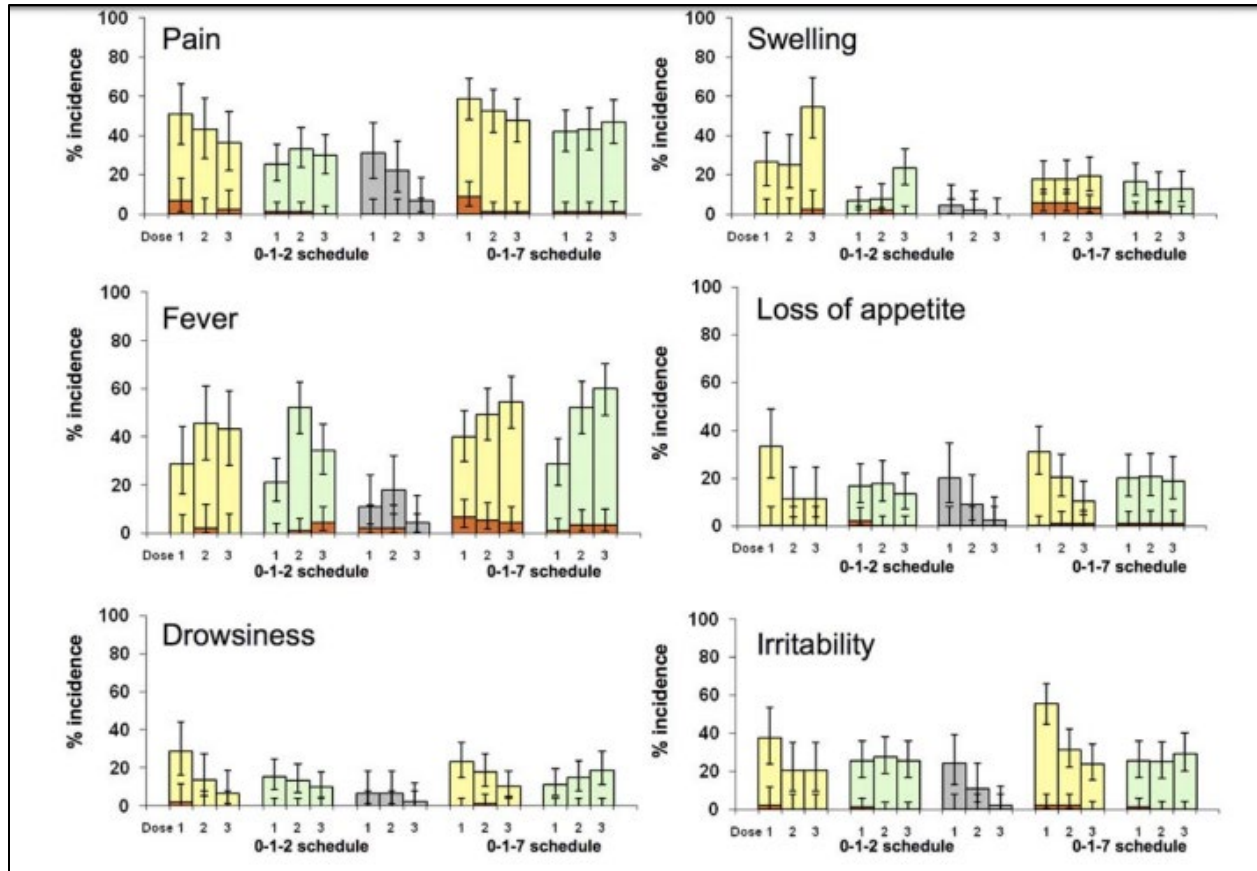 Pain
% incidence
100
80
60
40
20
0
Dose 1 2 3 1 2 3 1 2 3 1 2 3 1 2 3
0-1-2 schedule 0-1-7 schedule
Swelling
% incidence
100
80
60
40
20
0
Dose 1 2 3 1 2 3 1 2 3 1 2 3 1 2 3
0-1-2 schedule 0-1-7 schedule
Fever
% incidence
100
80
60
40
20
0
Dose 1 2 3 1 2 3 1 2 3 1 2 3 1 2 3
0-1-2 schedule 0-1-7 schedule
Loss of appetite
% incidence
100
80
60
40
20
0
Dose 1 2 3 1 2 3 1 2 3 1 2 3 1 2 3
0-1-2 schedule 0-1-7 schedule
Drowsiness
% incidence
100
80
60
40
20
0
Dose 1 2 3 1 2 3 1 2 3 1 2 3 1 2 3
0-1-2 schedule 0-1-7 schedule
Irritability
% incidence
100
80
60
40
20
0
Dose 1 2 3 1 2 3 1 2 3 1 2 3 1 2 3
0-1-2 schedule 0-1-7 schedule